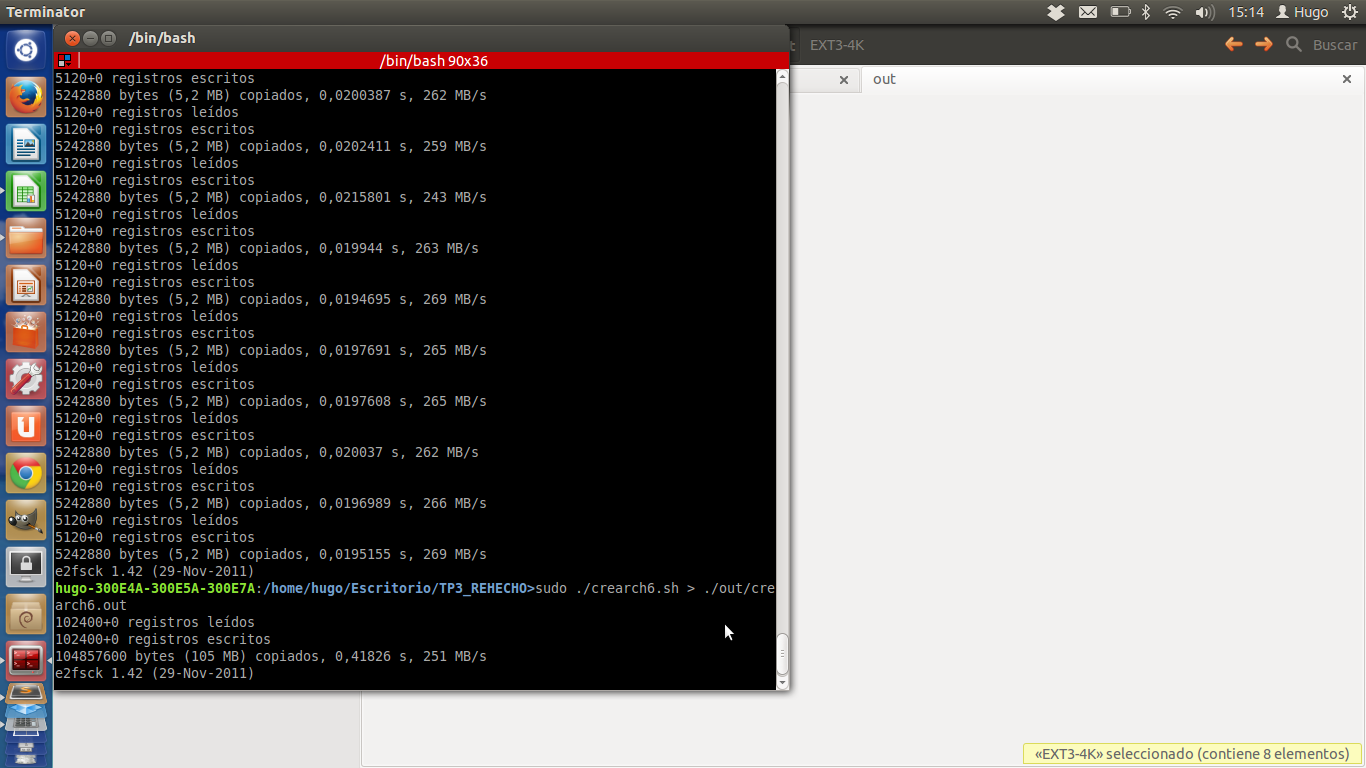 Terminator
15:14
Hugo
/bin/bash
/bin/bash 90x36
5120+0 registros escritos
5242880 bytes (5,2 MB) copiados, 0,0200387 s, 262 MB/s
5120+0 registros leídos
5120+0 registros escritos
5242880 bytes (5,2 MB) copiados, 0,0202411 s, 259 MB/s
5120+0 registros leídos
5120+0 registros escritos
5242880 bytes (5,2 MB) copiados, 0,0215801 s, 243 MB/s
5120+0 registros leídos
5120+0 registros escritos
5242880 bytes (5,2 MB) copiados, 0,019944 s, 263 MB/s
5120+0 registros leídos
5120+0 registros escritos
5242880 bytes (5,2 MB) copiados, 0,0194695 s, 269 MB/s
5120+0 registros leídos
5120+0 registros escritos
5242880 bytes (5,2 MB) copiados, 0,0197691 s, 265 MB/s
5120+0 registros leídos
5120+0 registros escritos
5242880 bytes (5,2 MB) copiados, 0,0197608 s, 265 MB/s
5120+0 registros leídos
5120+0 registros escritos
5242880 bytes (5,2 MB) copiados, 0,020037 s, 262 MB/s
5120+0 registros leídos
5120+0 registros escritos
5242880 bytes (5,2 MB) copiados, 0,0196989 s, 266 MB/s
5120+0 registros leídos
5120+0 registros escritos
5242880 bytes (5,2 MB) copiados, 0,0195155 s, 269 MB/s
e2fsck 1.42 (29-Nov-2011)
hugo-300E4A-300E5A-300E7A:/home/hugo/Escritorio/TP3_REHECHO>sudo ./crearch6.sh > ./out/cre
arch6.out
102400+0 registros leídos
102400+0 registros escritos
104857600 bytes (105 MB) copiados, 0,41826 s, 251 MB/s
e2fsck 1.42 (29-Nov-2011)
EXT3-4K
Buscar
out
«EXT3-4K» seleccionado (contiene 8 elementos)